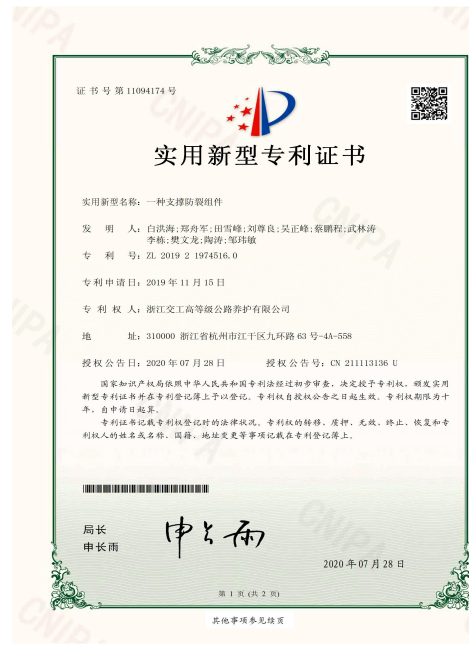 证书号第11094174号
实用新型专利证书
实用新型名称：一种支撑防裂组件
发明人：白洪海;郑舟军;田雪峰;刘尊良;吴正峰;蔡鹏程;武林涛
李栋;樊文龙;陶涛;邹玮敏
专利号：ZL 2019 2 1974516.0
专利申请日：2019年11月15日
专利权人：浙江交工高等级公路养护有限公司
地址：310000 浙江省杭州市江干区九环路63号-4A-558
授权公告日：2020年07月28日 授权公告号：CN 211113136 U
国家知识产权局依照中华人民共和国专利法经过初步审查，决定授予专利权，颁发实用
新型专利证书并在专利登记簿上予以登记。专利权自授权公告之日起生效。专利权期限为十
年，自申请日起算。
专利证书记载专利权登记时的法律状况。专利权的转移、质押、无效、终止、恢复和专
利权人的姓名或名称、国籍、地址变更等事项记载在专利登记簿上。
局长
申长雨
申长雨
2020年07月28日
第 1 页 (共 2 页)
其他事项参见续页
CNIPA
CNIPA
CNIPA
CNIPA
CNIPA
CNIPA